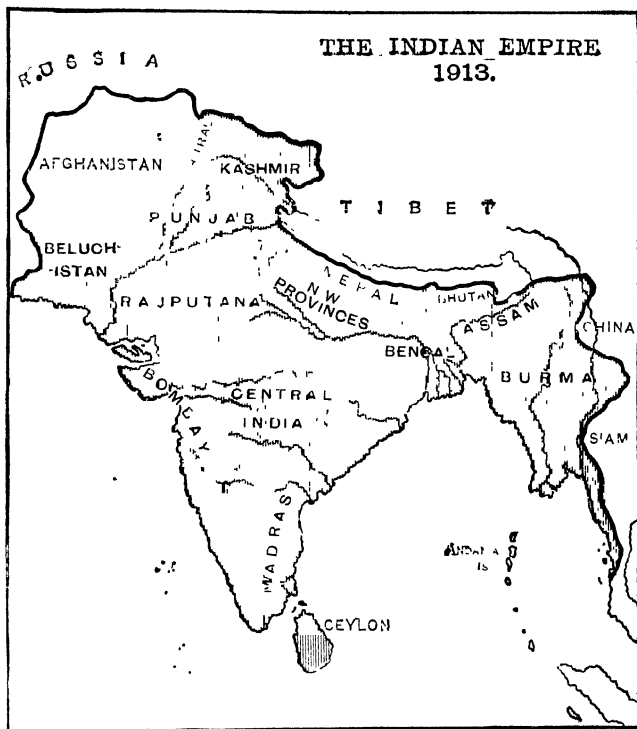 THE INDIAN EMPIRE
1913.
RUSSIA
AFGHANISTAN
KASHMIR
PUNJAB
TIBET
BELUCH-
-ISTAN
RAJPUTANA
NEPAL
N W
PROVINCES
BHUTAN
ASSAM
CHINA
BENGAL
BURMA
BOMBAY
CENTRAL
INDIA
SIAM
MADRAS
IS
CEYLON